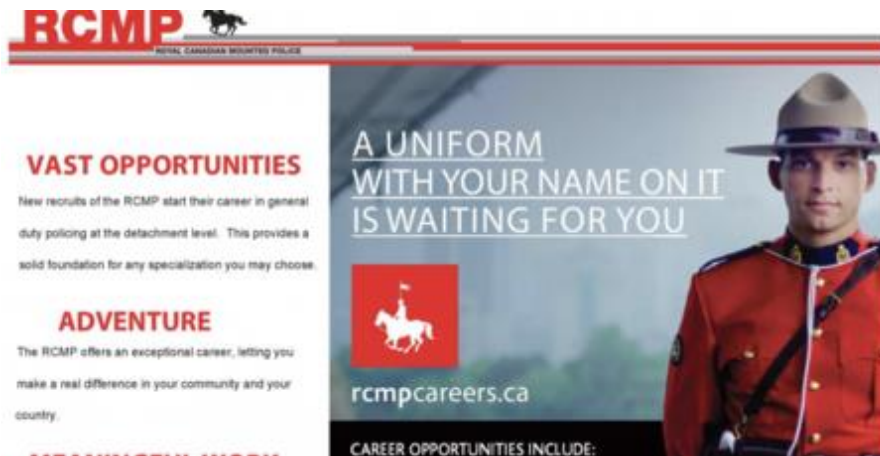 RCMP
ROYAL CANADIAN MOUNTED POLICE
VAST OPPORTUNITIES
New recruits of the RCMP start their career in general
duty policing at the detachment level. This provides a
solid foundation for any specialization you may choose.
ADVENTURE
The RCMP offers an exceptional career, letting you
make a real difference in your community and your
country.
MEANINGFUL WORK
A UNIFORM
WITH YOUR NAME ON IT
IS WAITING FOR YOU
rcmpcareers.ca
CAREER OPPORTUNITIES INCLUDE: